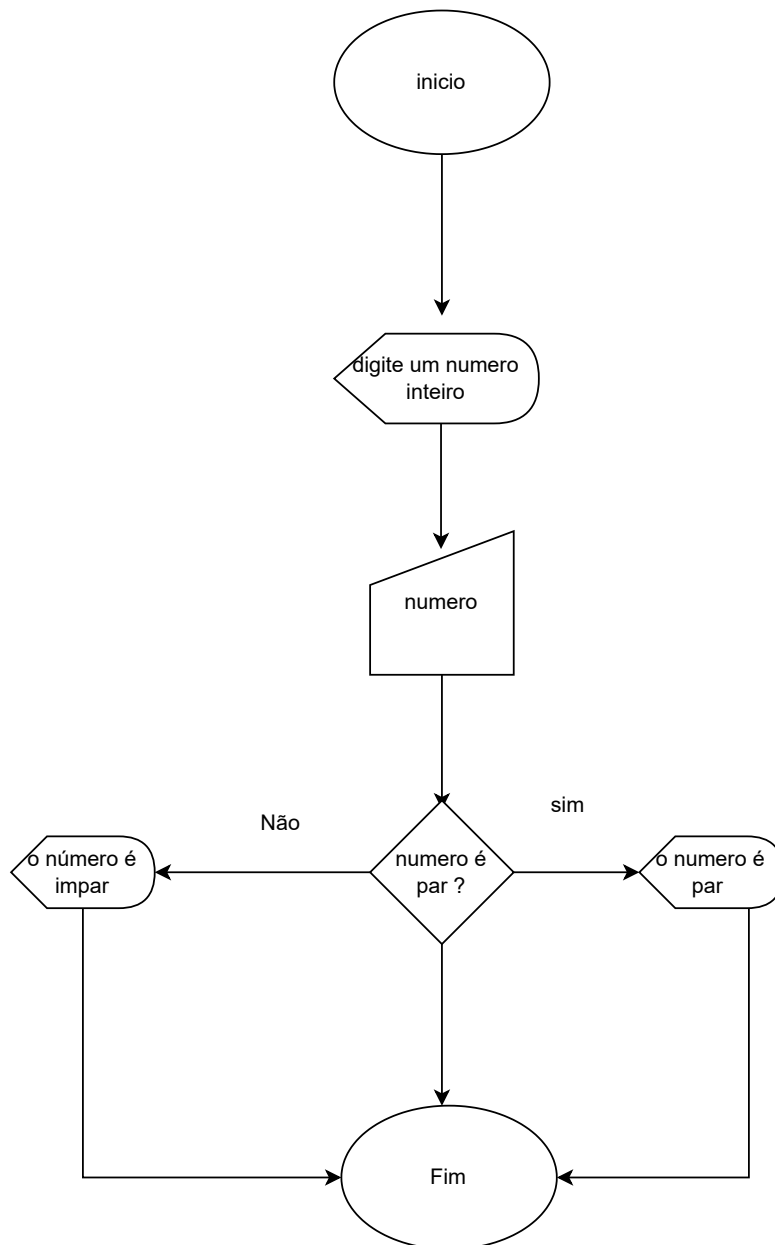 inicio
digite um numero
inteiro
numero
Não
sim
o número é
impar
numero é
par ?
o numero é
par
Fim